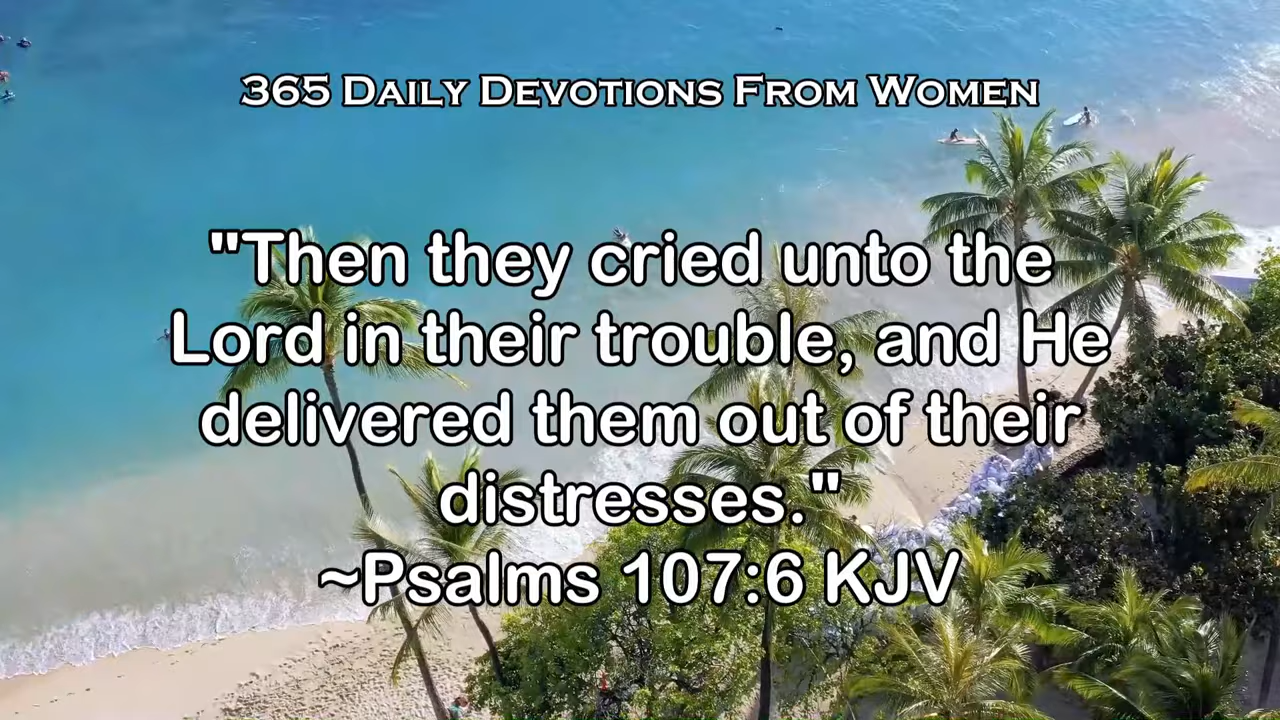 365 Daily Devotions From Women
"Then they cried unto the
Lord in their trouble, and He
delivered them out of their
distresses."
~Psalms 107:6 KJV